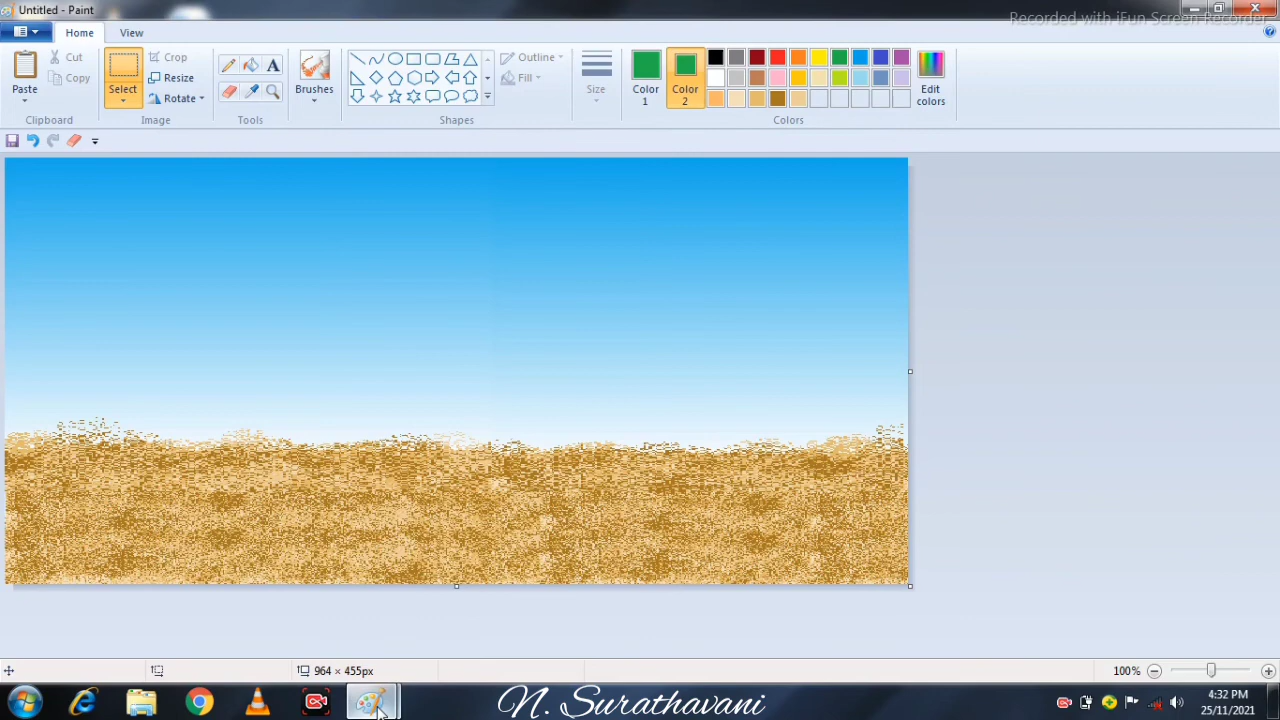 Untitled - Paint
Recorded with iFun Screen Recorder
Home View
Paste
Cut
Copy
Clipboard
Select
Crop
Resize
Rotate
Image
Tools
Brushes
Shapes
Outline
Fill
Size
Color 1
Color 2
Colors
Edit colors
964 × 455px
100%
N. Surathavani
4:32 PM
25/11/2021